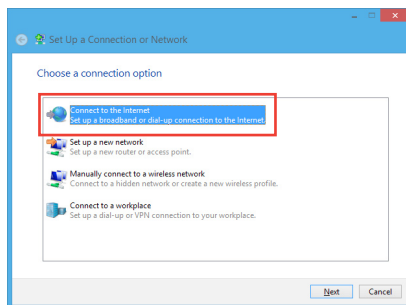 Set Up a Connection or Network
Choose a connection option
Connect to the Internet
Set up a broadband or dial-up connection to the Internet.
Set up a new network
Set up a new router or access point.
Manually connect to a wireless network
Connect to a hidden network or create a new wireless profile.
Connect to a workplace
Set up a dial-up or VPN connection to your workplace.
Next Cancel